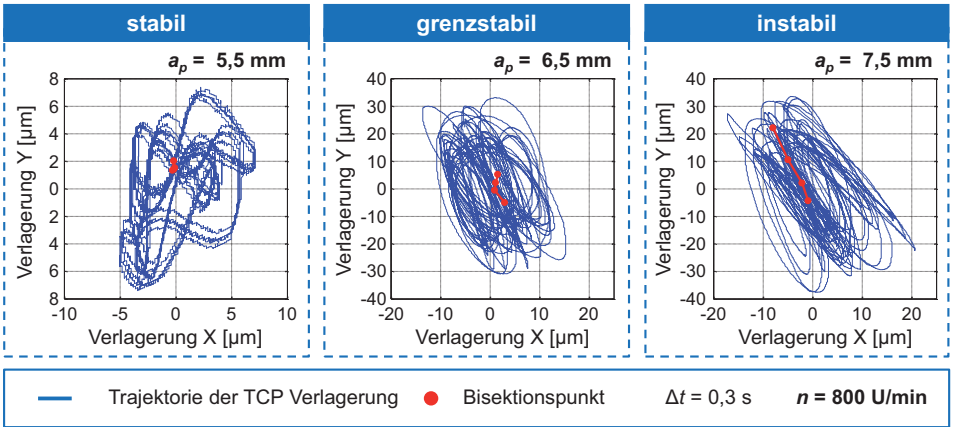 stabil
a_p = 5,5 mm
8
6
4
2
0
2
4
6
8
-10
-5
0
5
10
Verlagerung Y [µm]
Verlagerung X [µm]
grenzstabil
a_p = 6,5 mm
40
30
20
10
0
-10
-20
-30
-40
-20
-10
0
10
20
Verlagerung Y [µm]
Verlagerung X [µm]
instabil
a_p = 7,5 mm
40
30
20
10
0
-10
-20
-30
-40
-20
-10
0
10
20
Verlagerung Y [µm]
Verlagerung X [µm]
Trajektorie der TCP Verlagerung
Bisektionspunkt
Δt = 0,3 s
n = 800 U/min